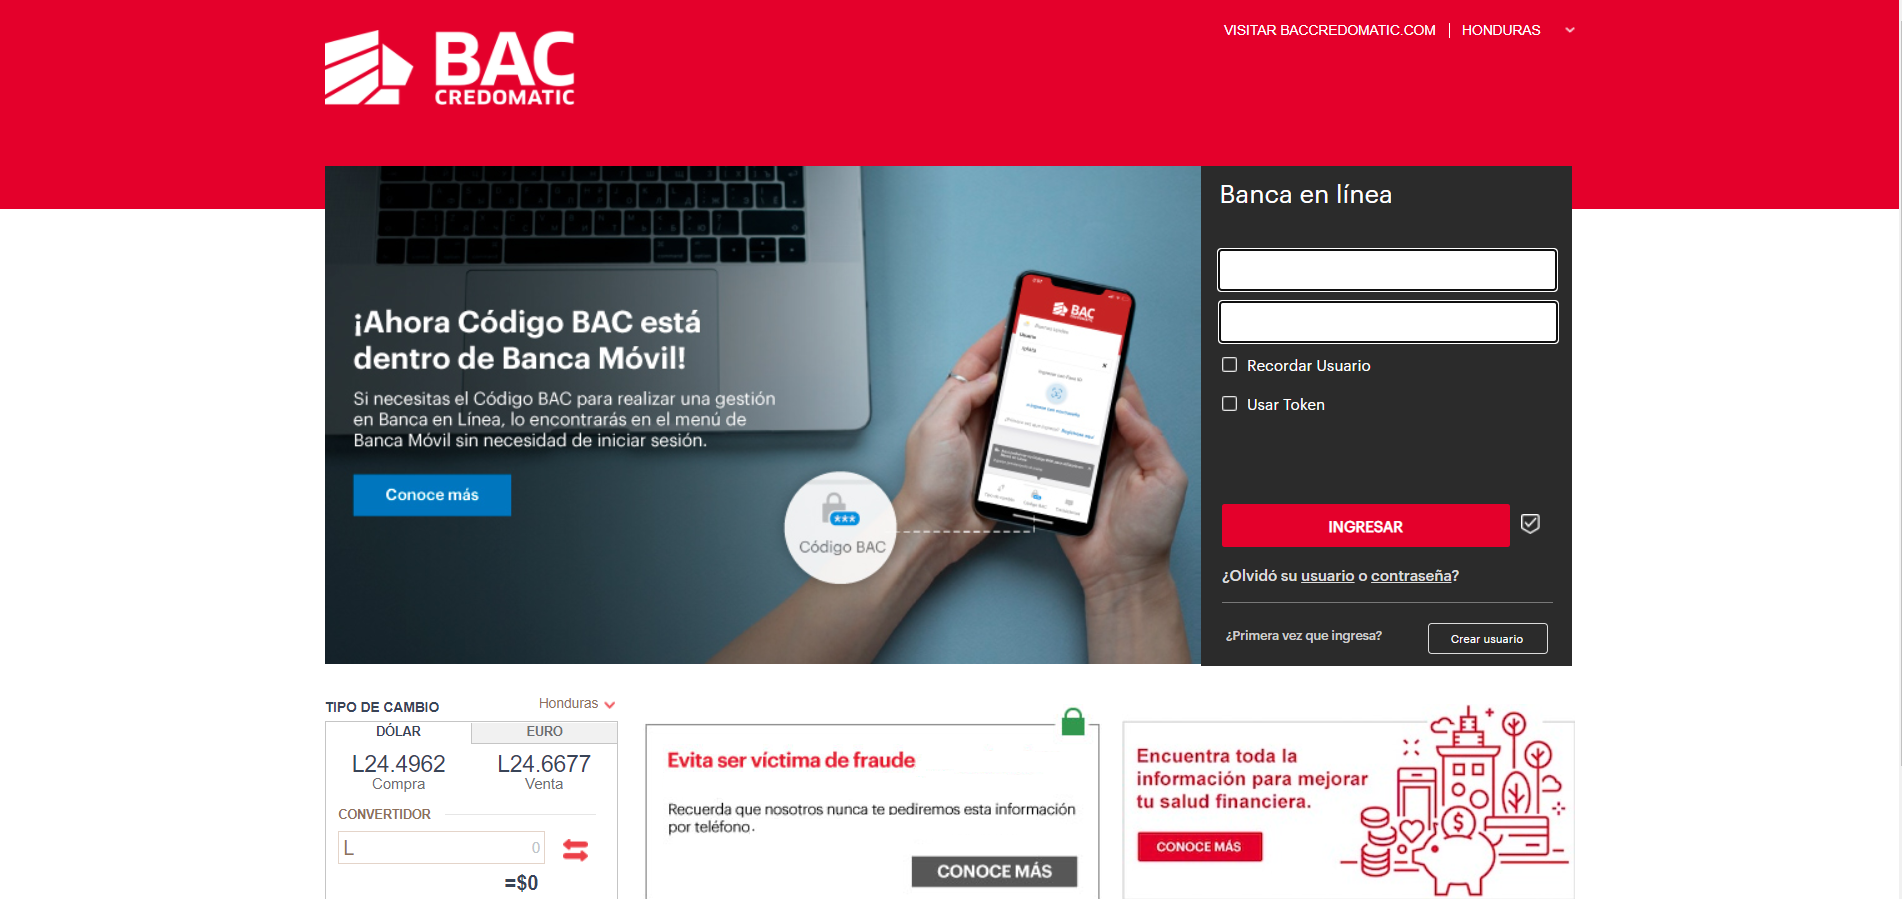 BAC
CREDOMATIC
VISITAR BACCREDOMATIC.COM
HONDURAS
¡Ahora Código BAC está
dentro de Banca Móvil!
Si necesitas el Código BAC para realizar una gestión
en Banca en Línea, lo encontrarás en el menú de
Banca Móvil sin necesidad de iniciar sesión.
Conoce más
BAC
CREDOMATIC
Usuario
***
Código BAC
Código BAC
Banca en línea
Recordar Usuario
Usar Token
INGRESAR
¿Olvidó su usuario o contraseña?
¿Primera vez que ingresa?
Crear usuario
TIPO DE CAMBIO
Honduras
DÓLAR
EURO
L24.4962
L24.6677
Compra
Venta
CONVERTIDOR
L
0
=$0
Evita ser víctima de fraude
Recuerda que nosotros nunca te pediremos esta información
por teléfono.
CONOCE MÁS
Encuentra toda la
información para mejorar
tu salud financiera.
CONOCE MÁS
$